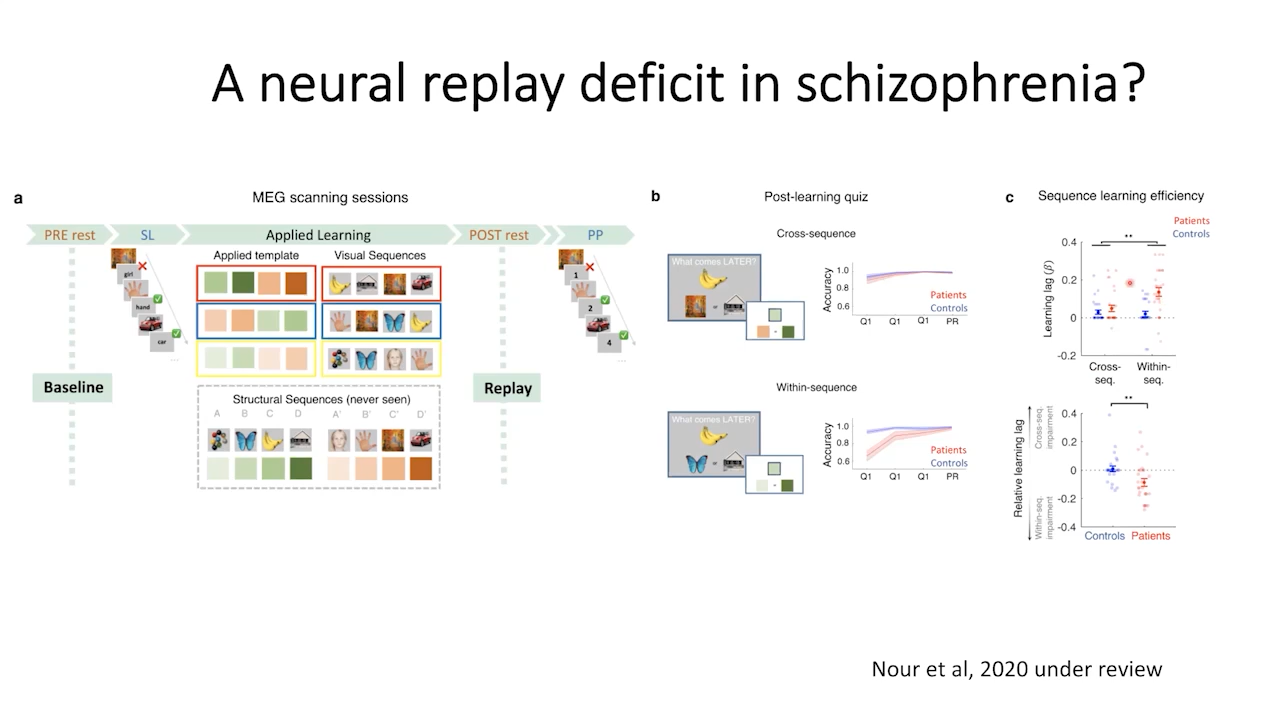 A neural replay deficit in schizophrenia?
a
MEG scanning sessions
PRE rest
SL
Applied Learning
POST rest
PP
girl
hand
car
Applied template
Visual Sequences
1
2
4
Baseline
Replay
Structural Sequences (never seen)
A B C D A' B' C' D'
b
Post-learning quiz
Cross-sequence
What comes LATER?
or
Accuracy
1.0
0.8
0.6
Patients
Controls
Q1 Q1 Q1 PR
Within-sequence
What comes LATER?
or
Accuracy
1.0
0.8
0.6
Patients
Controls
Q1 Q1 Q1 PR
c
Sequence learning efficiency
Patients
Controls
**
Learning lag (β)
0.4
0.2
0
-0.2
Cross-
seq.
Within-
seq.
**
Relative learning lag
Cross-seq.
impairment
Within-seq.
impairment
0.4
0.2
0
-0.2
-0.4
Controls Patients
Nour et al, 2020 under review